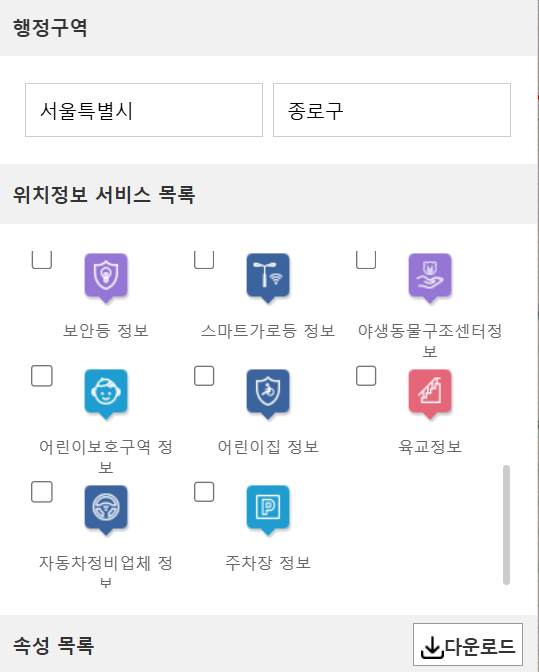 행정구역
서울특별시 종로구
위치정보 서비스 목록
보안등 정보 스마트가로등 정보 야생동물구조센터정
보
어린이보호구역 정 어린이집 정보 육교정보
보
P
자동차정비업체 정 주차장 정보
보
속성 목록 다운로드